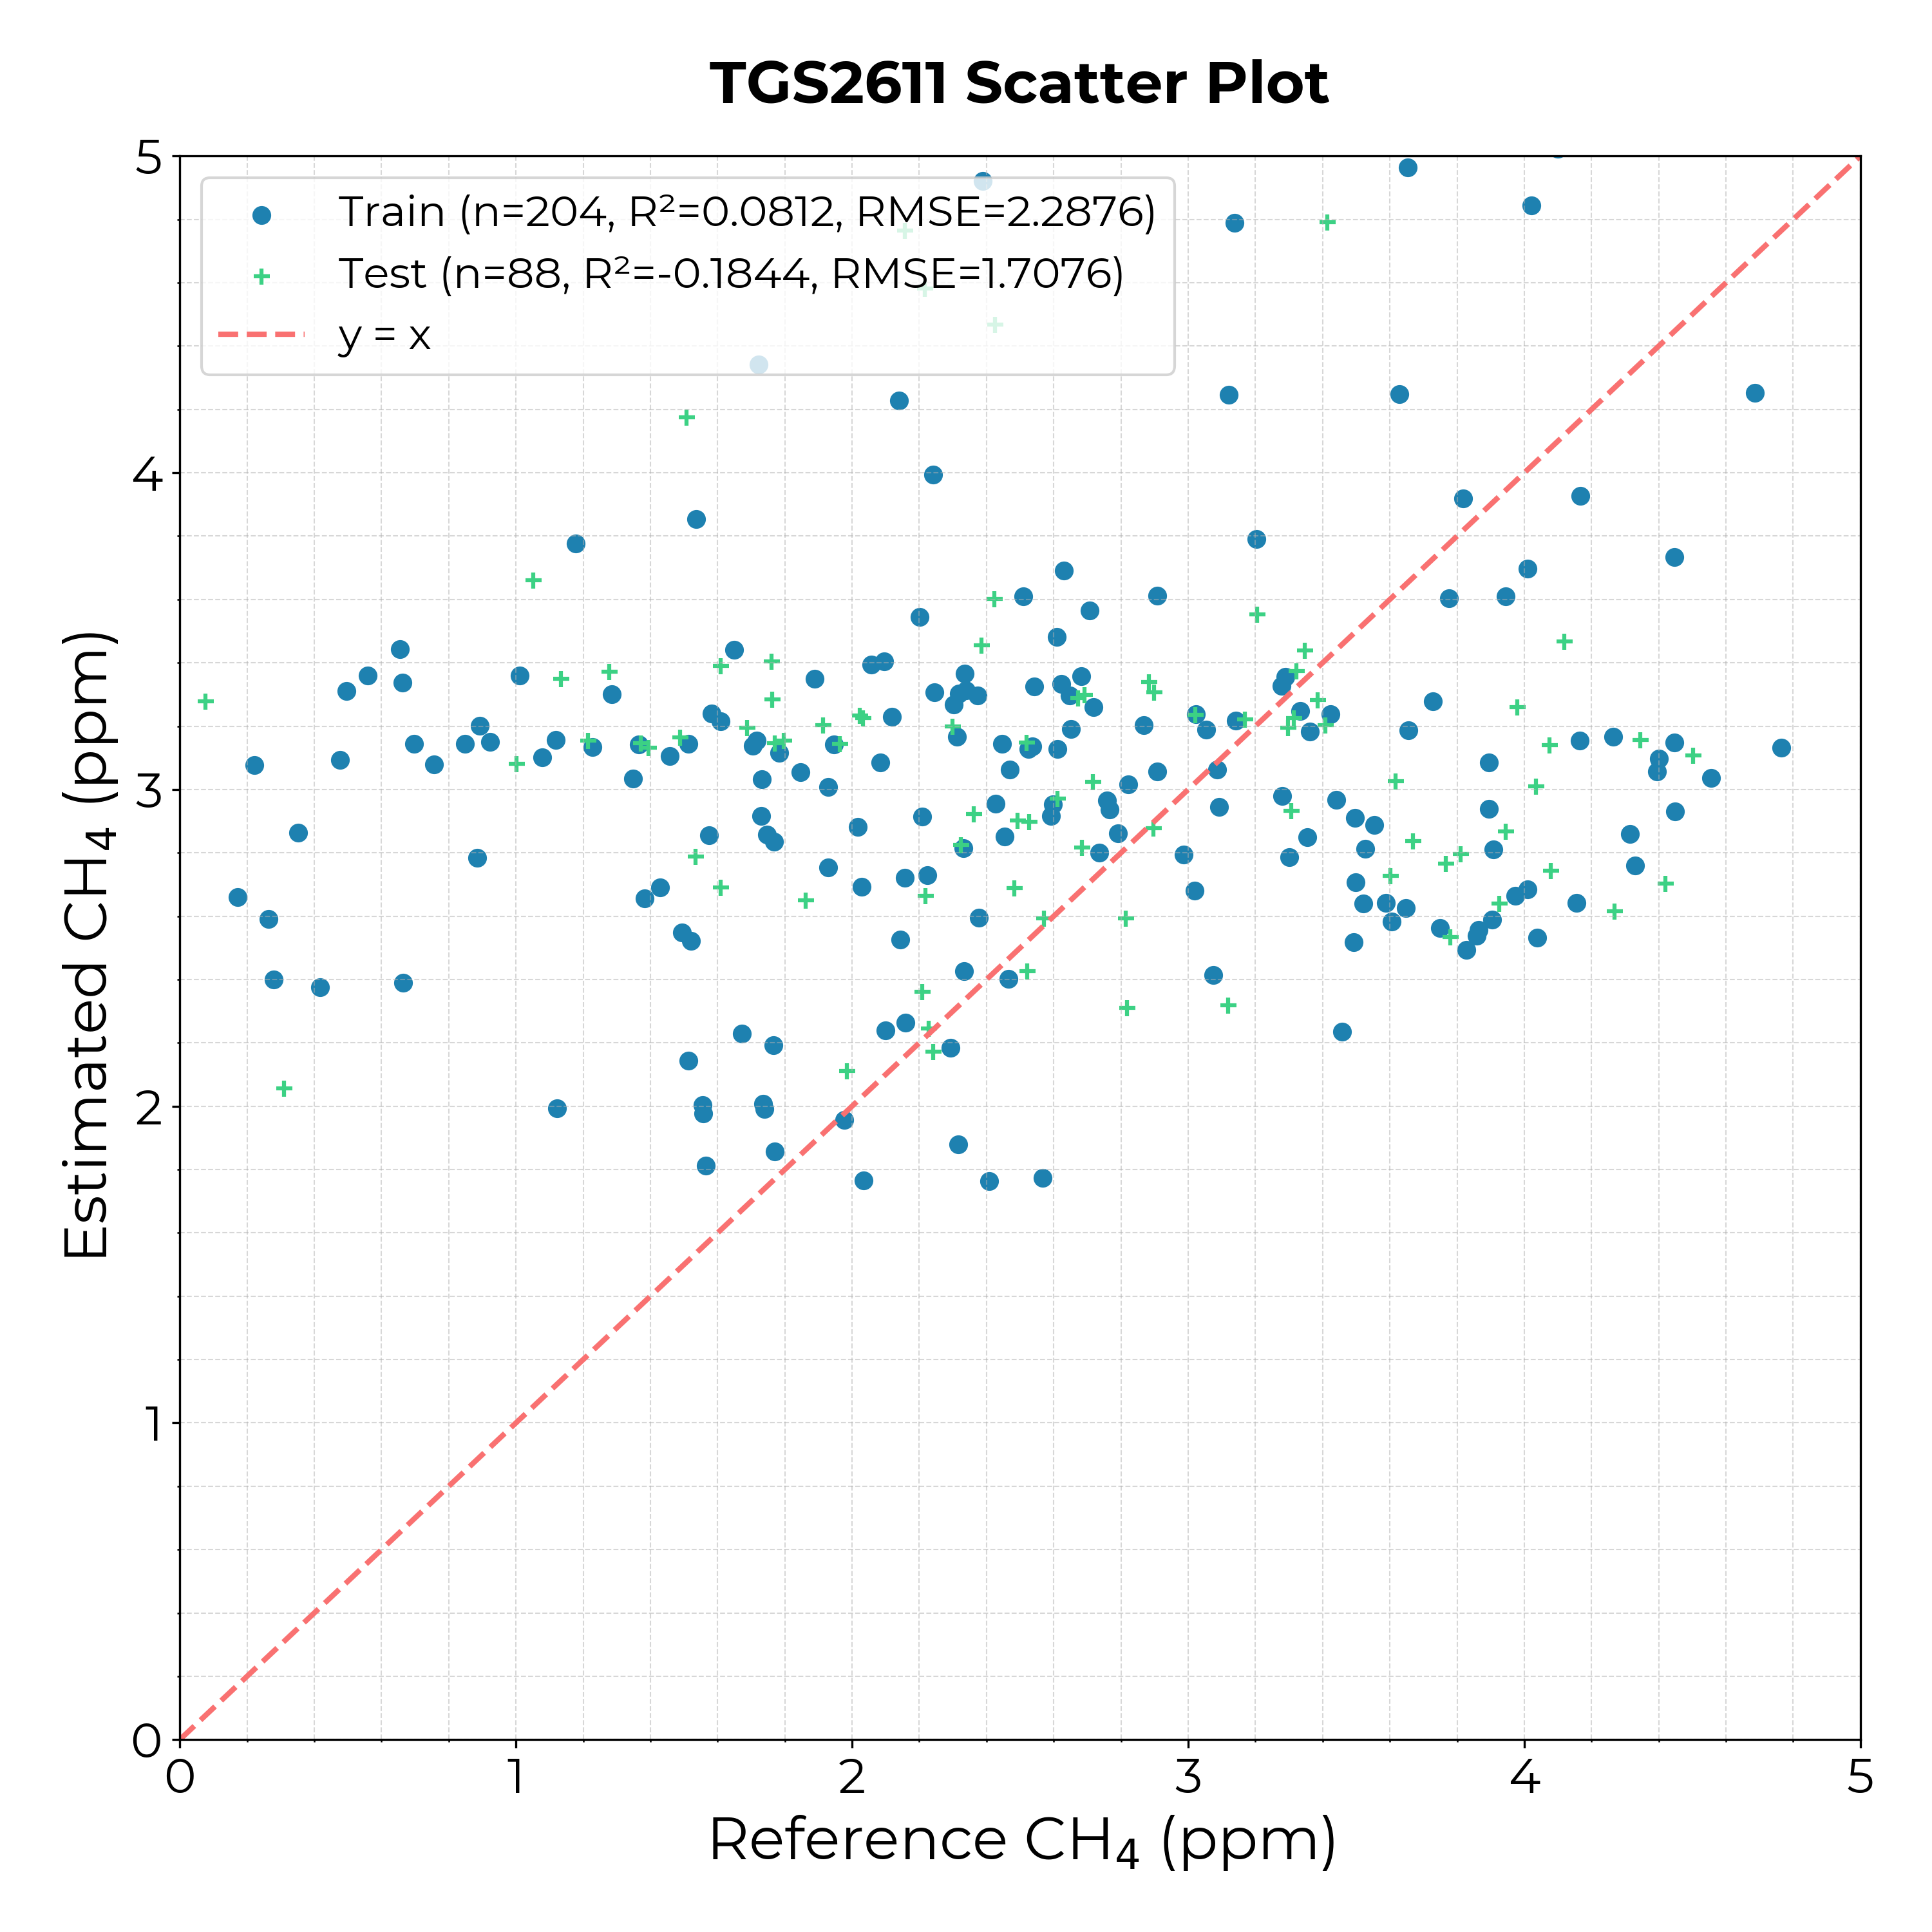 TGS2611 Scatter Plot
Train (n=204, R²=0.0812, RMSE=2.2876)
Test (n=88, R²=-0.1844, RMSE=1.7076)
y = x
Estimated CH₄ (ppm)
5
4
3
2
1
0
0 1 2 3 4 5
Reference CH₄ (ppm)